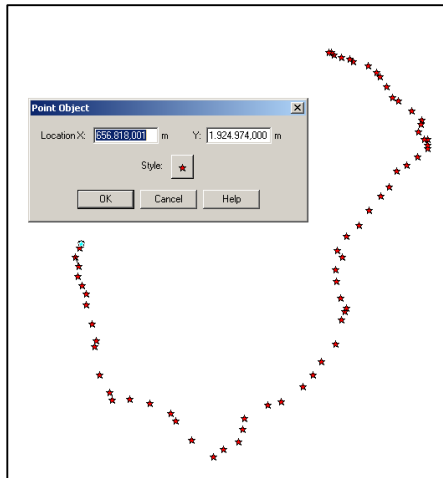 Point Object
Location X: 656.818,001 m Y: 1.924.974,000 m
Style:
OK Cancel Help